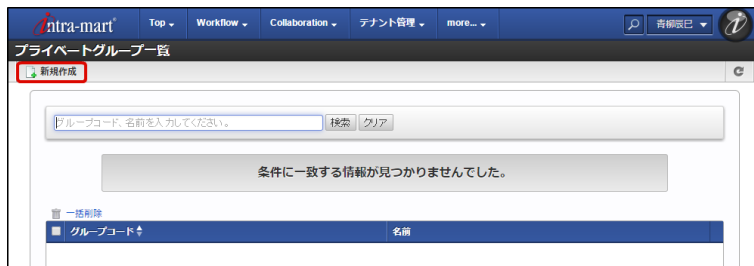 intra-mart Top Workflow Collaboration テナント管理 more... 青柳辰巳
プライベートグループ一覧
新規作成
グループコード、名前を入力してください。 検索 クリア
条件に一致する情報が見つかりませんでした。
一括削除
グループコード 名前